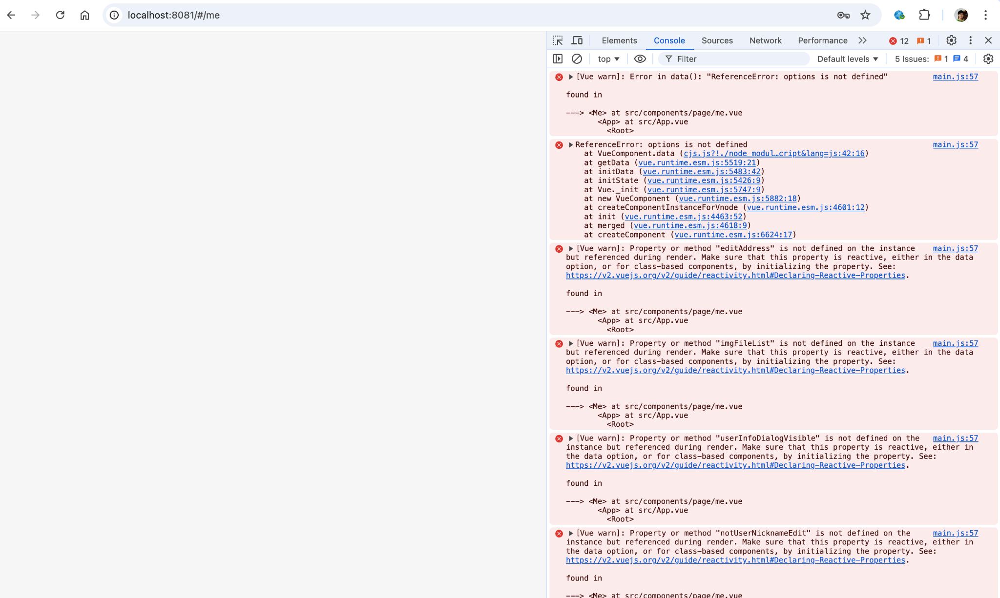 localhost:8081/#/me
Elements Console Sources Network Performance 12 1
top Filter Default levels 5 Issues: 1 4
[Vue warn]: Error in data(): "ReferenceError: options is not defined" main.js:57
found in
---> <Me> at src/components/page/me.vue
<App> at src/App.vue
<Root>
ReferenceError: options is not defined main.js:57
at VueComponent.data (cjs.js?!./node_modul…cript&lang=js:42:16)
at getData (vue.runtime.esm.js:5519:21)
at initData (vue.runtime.esm.js:5483:42)
at initState (vue.runtime.esm.js:5426:9)
at Vue._init (vue.runtime.esm.js:5747:9)
at new VueComponent (vue.runtime.esm.js:5882:18)
at createComponentInstanceForVnode (vue.runtime.esm.js:4601:12)
at init (vue.runtime.esm.js:4463:52)
at merged (vue.runtime.esm.js:4618:9)
at createComponent (vue.runtime.esm.js:6624:17)
[Vue warn]: Property or method "editAddress" is not defined on the instance main.js:57
but referenced during render. Make sure that this property is reactive, either in the data
option, or for class-based components, by initializing the property. See:
https://v2.vuejs.org/v2/guide/reactivity.html#Declaring-Reactive-Properties.
found in
---> <Me> at src/components/page/me.vue
<App> at src/App.vue
<Root>
[Vue warn]: Property or method "imgFileList" is not defined on the instance main.js:57
but referenced during render. Make sure that this property is reactive, either in the data
option, or for class-based components, by initializing the property. See:
https://v2.vuejs.org/v2/guide/reactivity.html#Declaring-Reactive-Properties.
found in
---> <Me> at src/components/page/me.vue
<App> at src/App.vue
<Root>
[Vue warn]: Property or method "userInfoDialogVisible" is not defined on the main.js:57
instance but referenced during render. Make sure that this property is reactive, either in
the data option, or for class-based components, by initializing the property. See:
https://v2.vuejs.org/v2/guide/reactivity.html#Declaring-Reactive-Properties.
found in
---> <Me> at src/components/page/me.vue
<App> at src/App.vue
<Root>
[Vue warn]: Property or method "notUserNicknameEdit" is not defined on the main.js:57
instance but referenced during render. Make sure that this property is reactive, either in
the data option, or for class-based components, by initializing the property. See:
https://v2.vuejs.org/v2/guide/reactivity.html#Declaring-Reactive-Properties.
found in
---> <Me> at src/components/page/me.vue